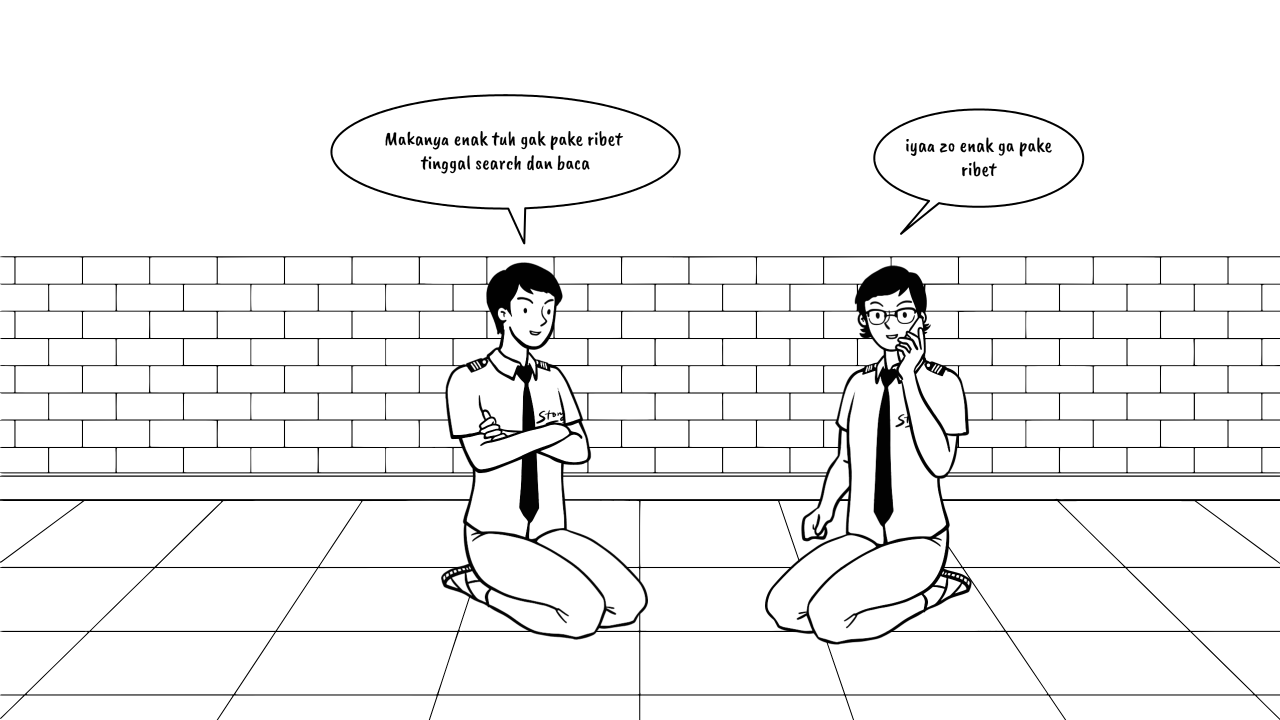 Makanya enak tuh gak pake ribet
tinggal search dan baca
iyaa zo enak ga pake
ribet